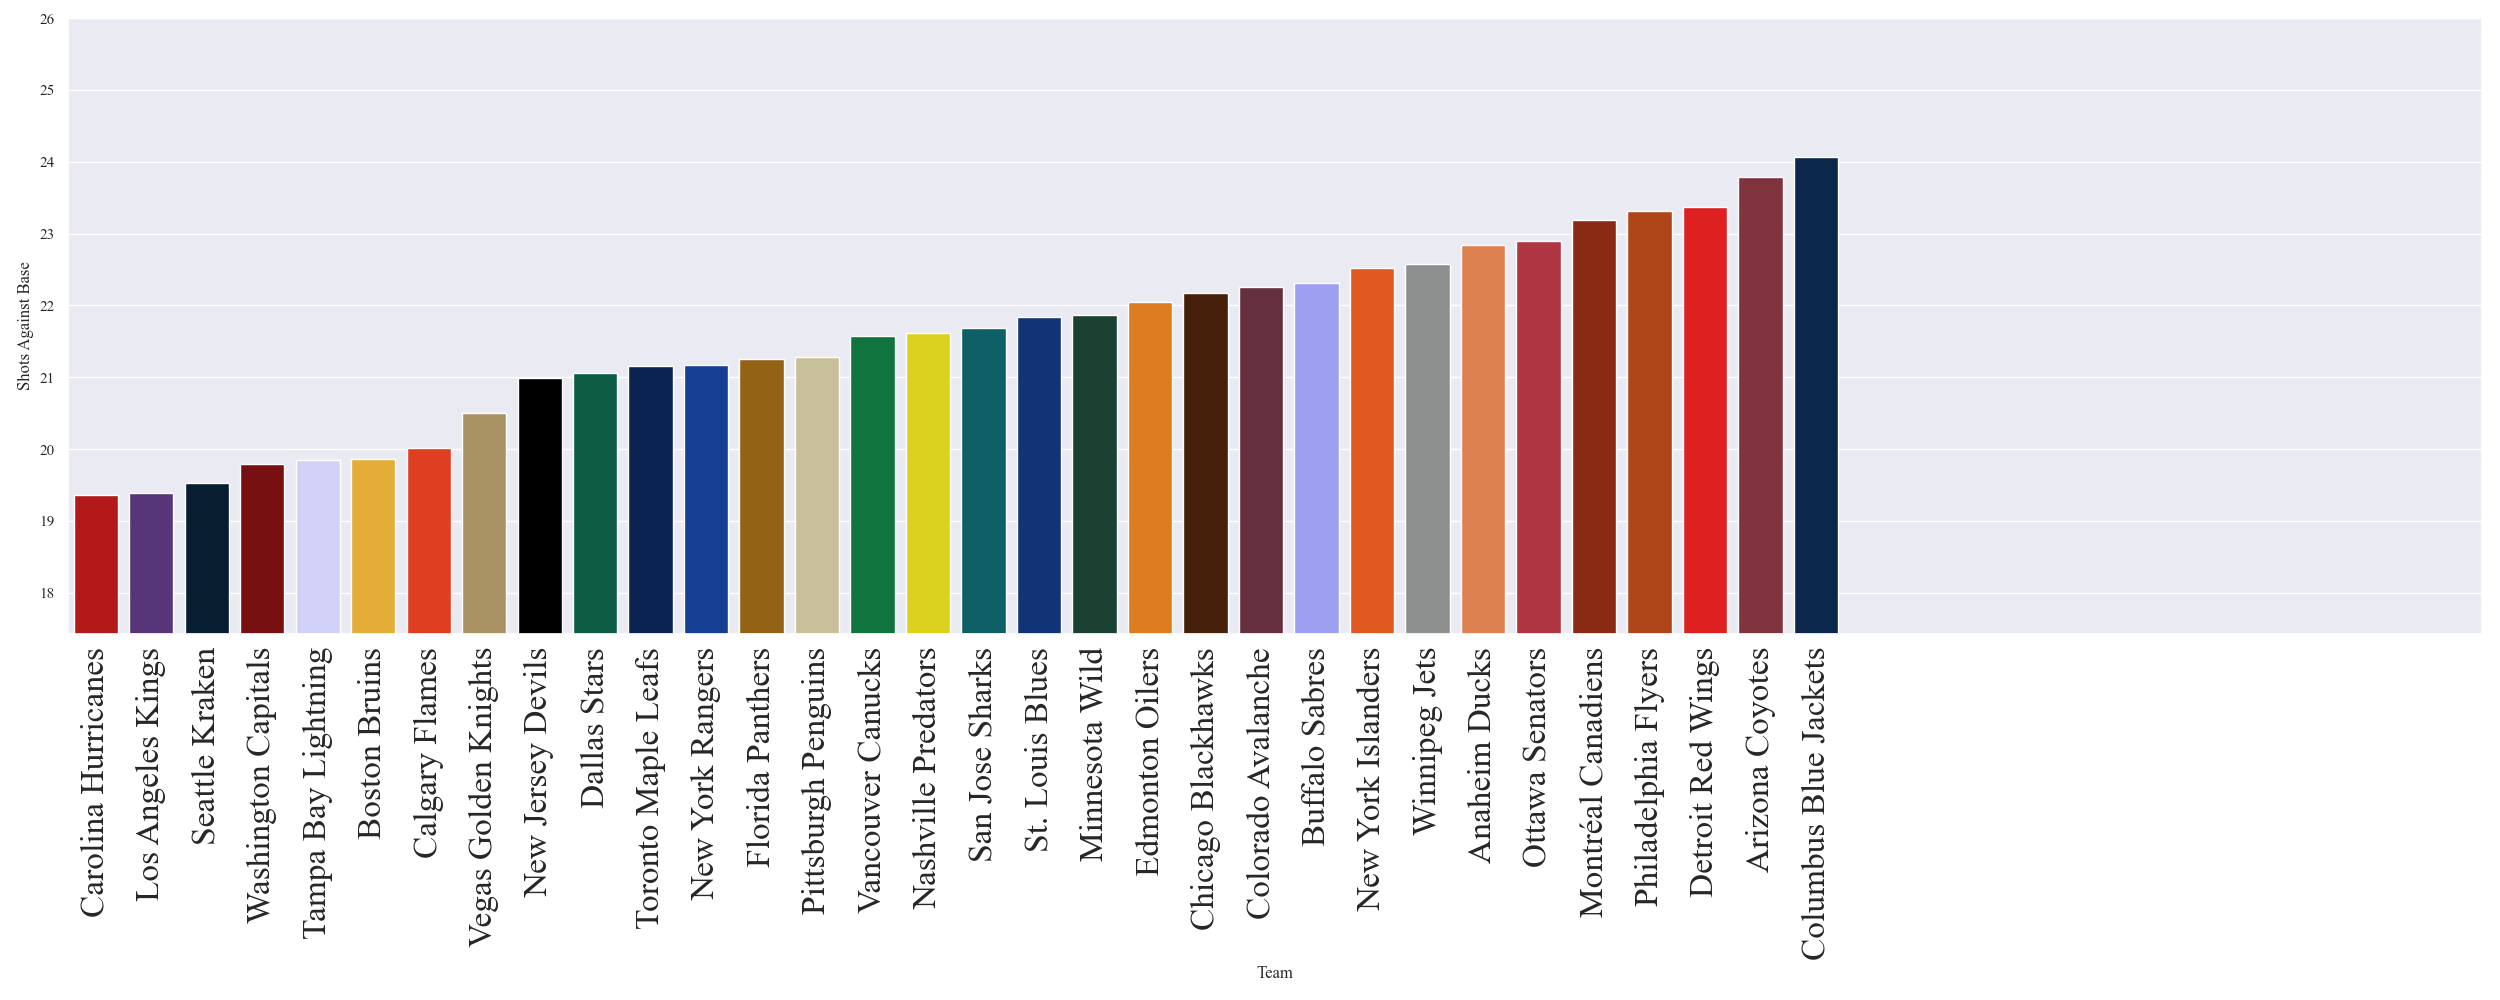 26
25
24
23
22
21
20
19
18
Shots Against Base
Carolina Hurricanes
Los Angeles Kings
Seattle Kraken
Washington Capitals
Tampa Bay Lightning
Boston Bruins
Calgary Flames
Vegas Golden Knights
New Jersey Devils
Dallas Stars
Toronto Maple Leafs
New York Rangers
Florida Panthers
Pittsburgh Penguins
Vancouver Canucks
Nashville Predators
San Jose Sharks
St. Louis Blues
Minnesota Wild
Edmonton Oilers
Chicago Blackhawks
Colorado Avalanche
Buffalo Sabres
New York Islanders
Winnipeg Jets
Anaheim Ducks
Ottawa Senators
Montréal Canadiens
Philadelphia Flyers
Detroit Red Wings
Arizona Coyotes
Columbus Blue Jackets
Team